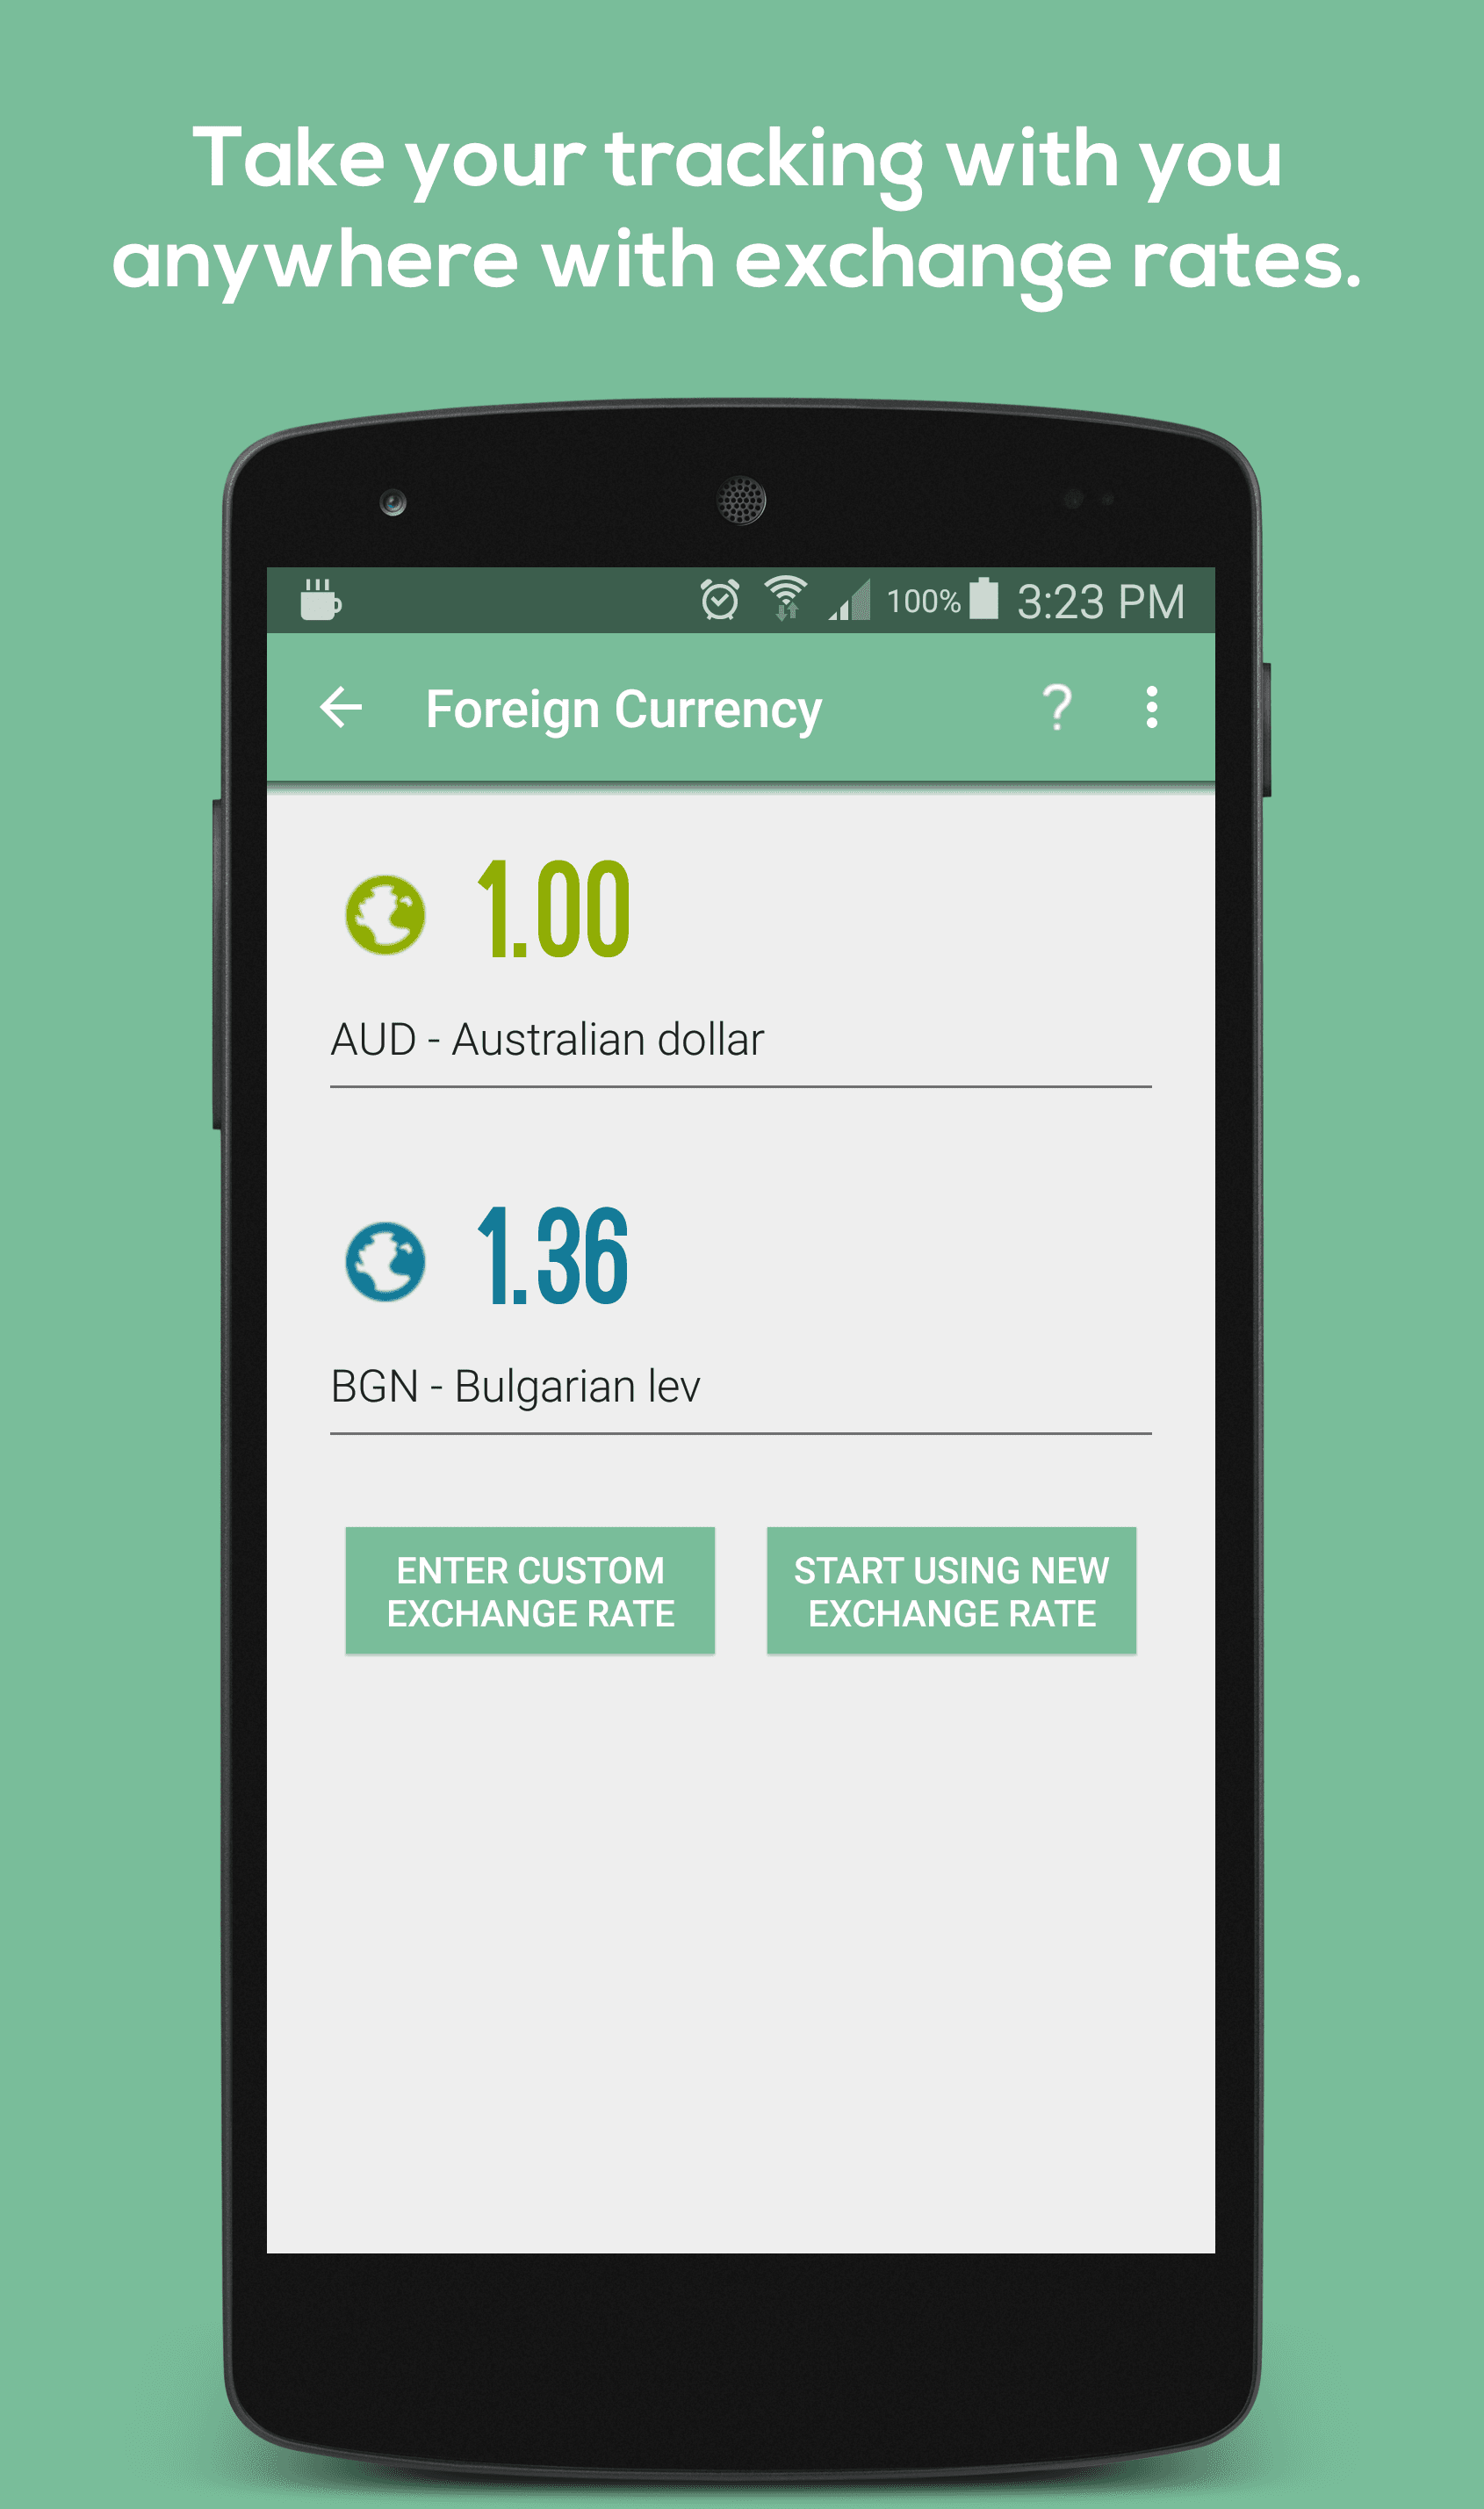 Take your tracking with you
anywhere with exchange rates.
100% 3:23 PM
Foreign Currency ?
1.00
AUD - Australian dollar
1.36
BGN - Bulgarian lev
ENTER CUSTOM
EXCHANGE RATE
START USING NEW
EXCHANGE RATE